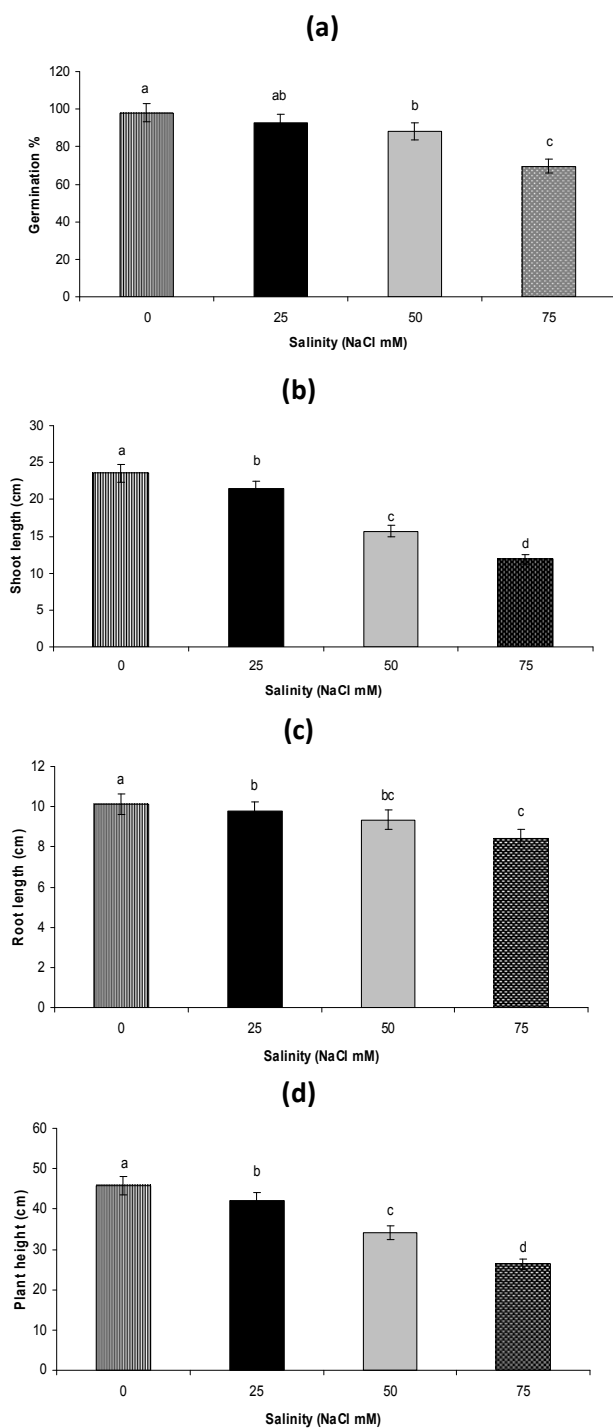 (a)
120
100
80
60
40
20
0
Germination %
a
ab
b
c
0 25 50 75
Salinity (NaCl mM)
(b)
30
25
20
15
10
5
0
Shoot length (cm)
a
b
c
d
0 25 50 75
Salinity (NaCl mM)
(c)
12
10
8
6
4
2
0
Root length (cm)
a
b
bc
c
0 25 50 75
Salinity (NaCl mM)
(d)
60
50
40
30
20
10
0
Plant height (cm)
a
b
c
d
0 25 50 75
Salinity (NaCl mM)